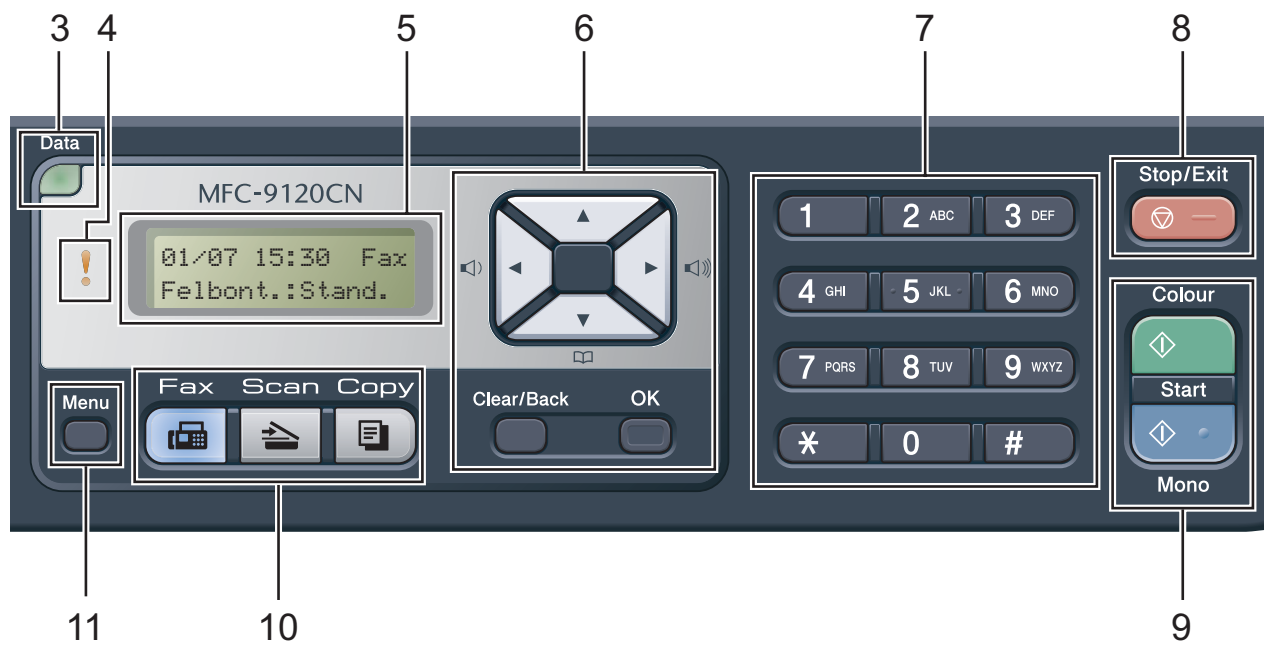 3 4 5 6 7 8
Data
MFC-9120CN
01/07 15:30 Fax
Felbont.:Stand.
Menu
Fax Scan Copy
Clear/Back OK
1 2 ABC 3 DEF
4 GHI 5 JKL 6 MNO
7 PQRS 8 TUV 9 WXYZ
* 0 #
Stop/Exit
Colour
Start
Mono
11 10 9